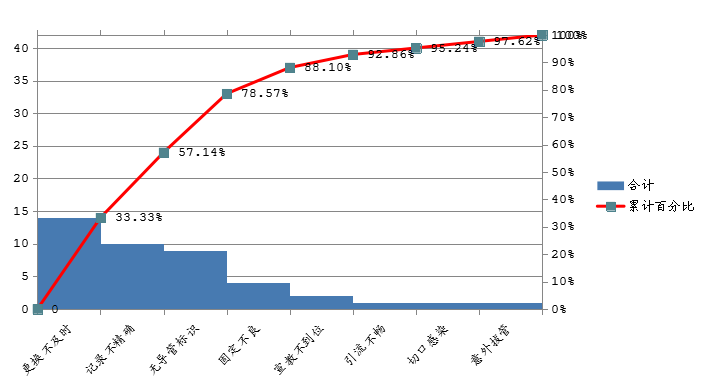 40
35
30
25
20
15
10
5
0
100%
90%
80%
70%
60%
50%
40%
30%
20%
10%
0%
0
33.33%
57.14%
78.57%
88.10%
92.86%
95.24%
97.62%
100%
更换不及时
记录不精确
无导管标识
固定不良
宣教不到位
引流不畅
切口感染
意外拔管
合计
累计百分比